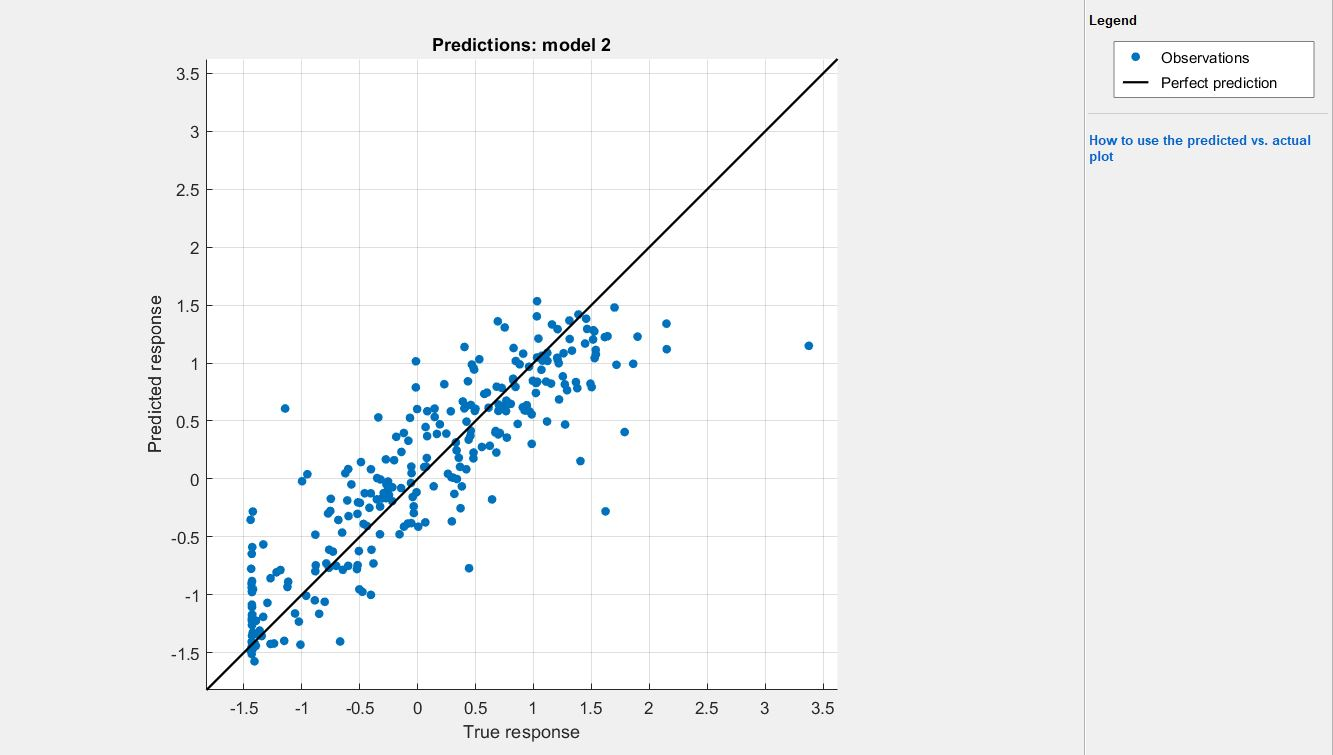 Predictions: model 2
3.5
3
2.5
2
1.5
1
0.5
0
-0.5
-1
-1.5
Predicted response
-1.5 -1 -0.5 0 0.5 1 1.5 2 2.5 3 3.5
True response
Legend
Observations
Perfect prediction
How to use the predicted vs. actual
plot